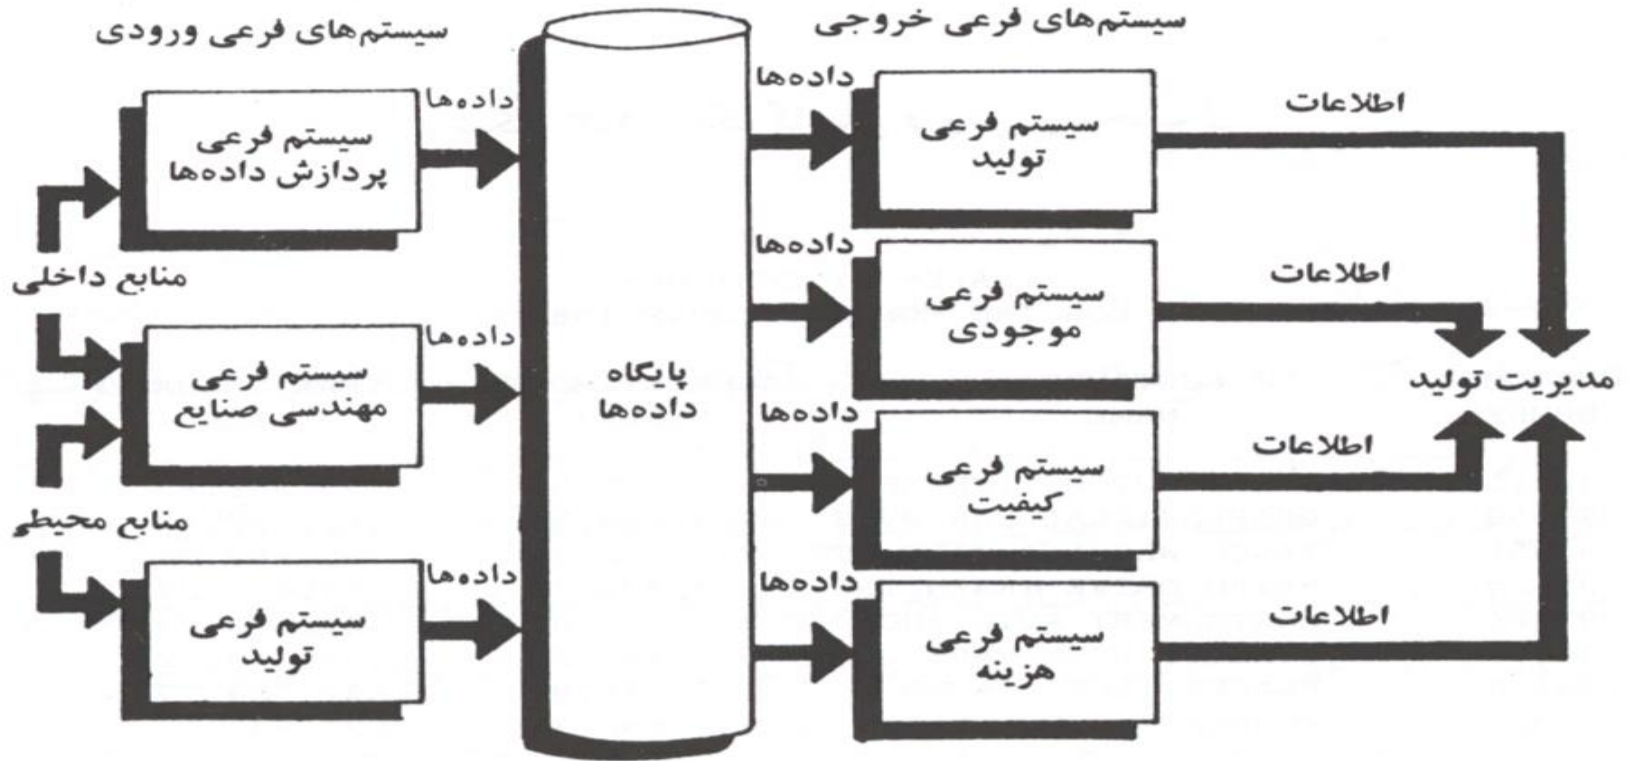 سیستم‌های فرعی خروجی
سیستم‌های فرعی ورودی
داده‌ها
سیستم فرعی
پردازش داده‌ها
منابع داخلی
داده‌ها
سیستم فرعی
مهندسی صنایع
منابع محیطی
داده‌ها
سیستم فرعی
تولید
پایگاه
داده‌ها
داده‌ها
سیستم فرعی
تولید
اطلاعات
داده‌ها
سیستم فرعی
موجودی
اطلاعات
داده‌ها
سیستم فرعی
کیفیت
اطلاعات
داده‌ها
سیستم فرعی
هزینه
اطلاعات
مدیریت تولید